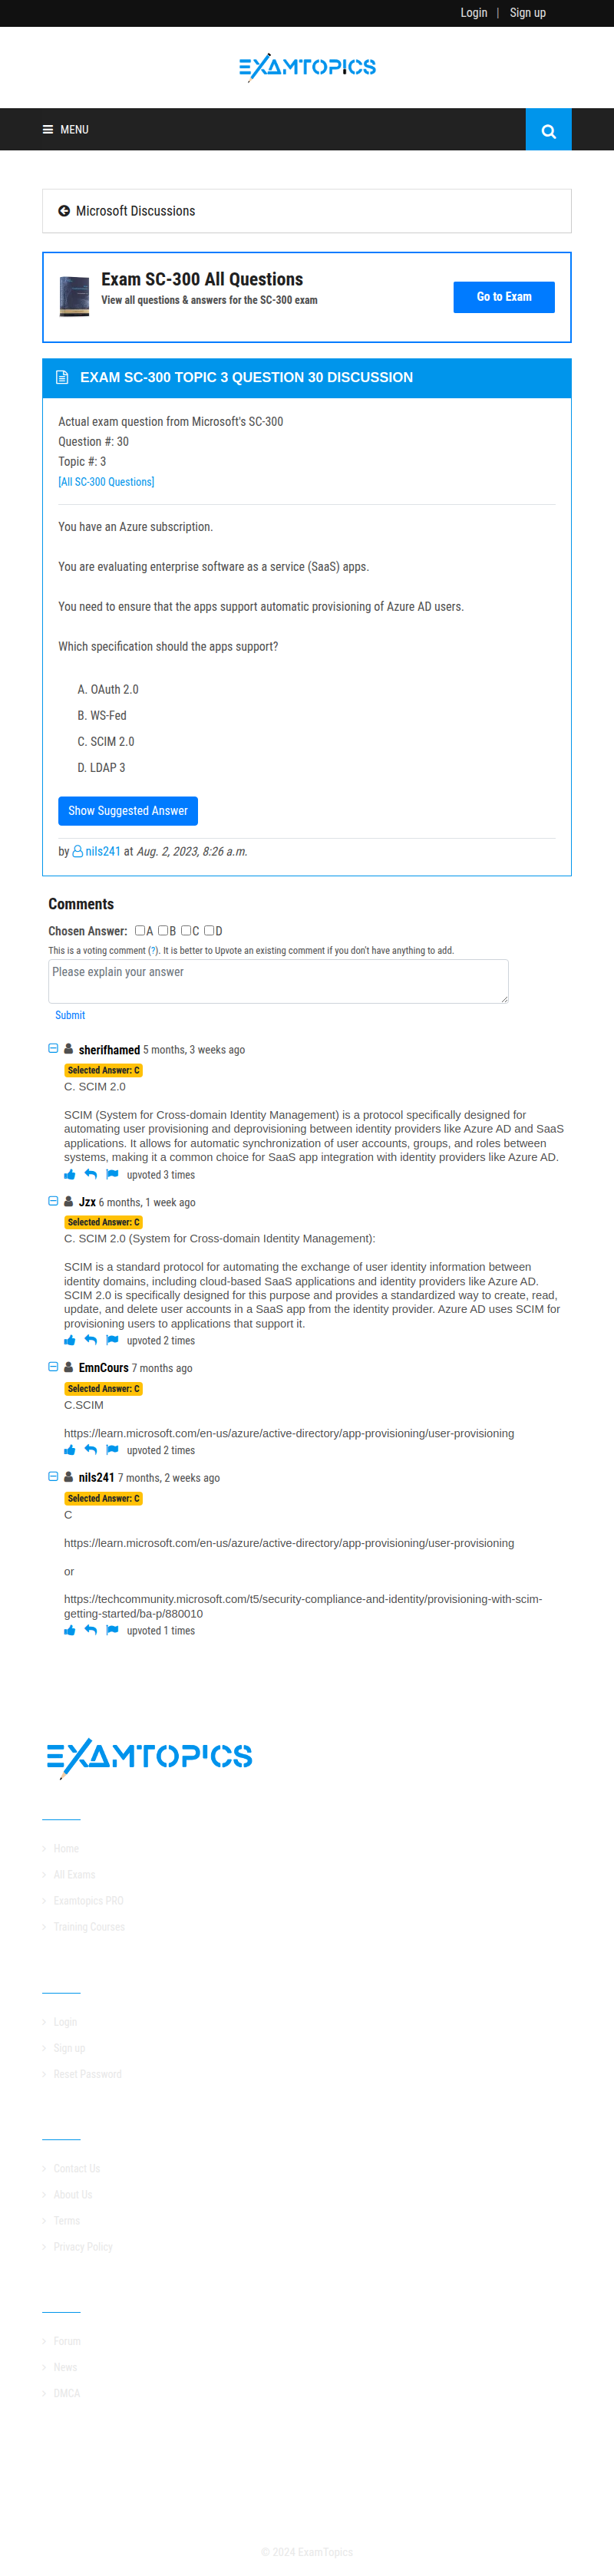 Login | Sign up
EXAMTOPICS
MENU
Microsoft Discussions
Exam SC-300 All Questions
View all questions & answers for the SC-300 exam
Go to Exam
EXAM SC-300 TOPIC 3 QUESTION 30 DISCUSSION
Actual exam question from Microsoft's SC-300
Question #: 30
Topic #: 3
[All SC-300 Questions]
You have an Azure subscription.
You are evaluating enterprise software as a service (SaaS) apps.
You need to ensure that the apps support automatic provisioning of Azure AD users.
Which specification should the apps support?
A. OAuth 2.0
B. WS-Fed
C. SCIM 2.0
D. LDAP 3
Show Suggested Answer
by nils241 at Aug. 2, 2023, 8:26 a.m.
Comments
Chosen Answer: A B C D
This is a voting comment (?). It is better to Upvote an existing comment if you don't have anything to add.
Please explain your answer
Submit
sherifhamed 5 months, 3 weeks ago
Selected Answer: C
C. SCIM 2.0
SCIM (System for Cross-domain Identity Management) is a protocol specifically designed for
automating user provisioning and deprovisioning between identity providers like Azure AD and SaaS
applications. It allows for automatic synchronization of user accounts, groups, and roles between
systems, making it a common choice for SaaS app integration with identity providers like Azure AD.
upvoted 3 times
Jzx 6 months, 1 week ago
Selected Answer: C
C. SCIM 2.0 (System for Cross-domain Identity Management):
SCIM is a standard protocol for automating the exchange of user identity information between
identity domains, including cloud-based SaaS applications and identity providers like Azure AD.
SCIM 2.0 is specifically designed for this purpose and provides a standardized way to create, read,
update, and delete user accounts in a SaaS app from the identity provider. Azure AD uses SCIM for
provisioning users to applications that support it.
upvoted 2 times
EmnCours 7 months ago
Selected Answer: C
C.SCIM
https://learn.microsoft.com/en-us/azure/active-directory/app-provisioning/user-provisioning
upvoted 2 times
nils241 7 months, 2 weeks ago
Selected Answer: C
C
https://learn.microsoft.com/en-us/azure/active-directory/app-provisioning/user-provisioning
or
https://techcommunity.microsoft.com/t5/security-compliance-and-identity/provisioning-with-scim-
getting-started/ba-p/880010
upvoted 1 times
EXAMTOPICS
Home
All Exams
Examtopics PRO
Training Courses
Login
Sign up
Reset Password
Contact Us
About Us
Terms
Privacy Policy
Forum
News
DMCA
© 2024 ExamTopics